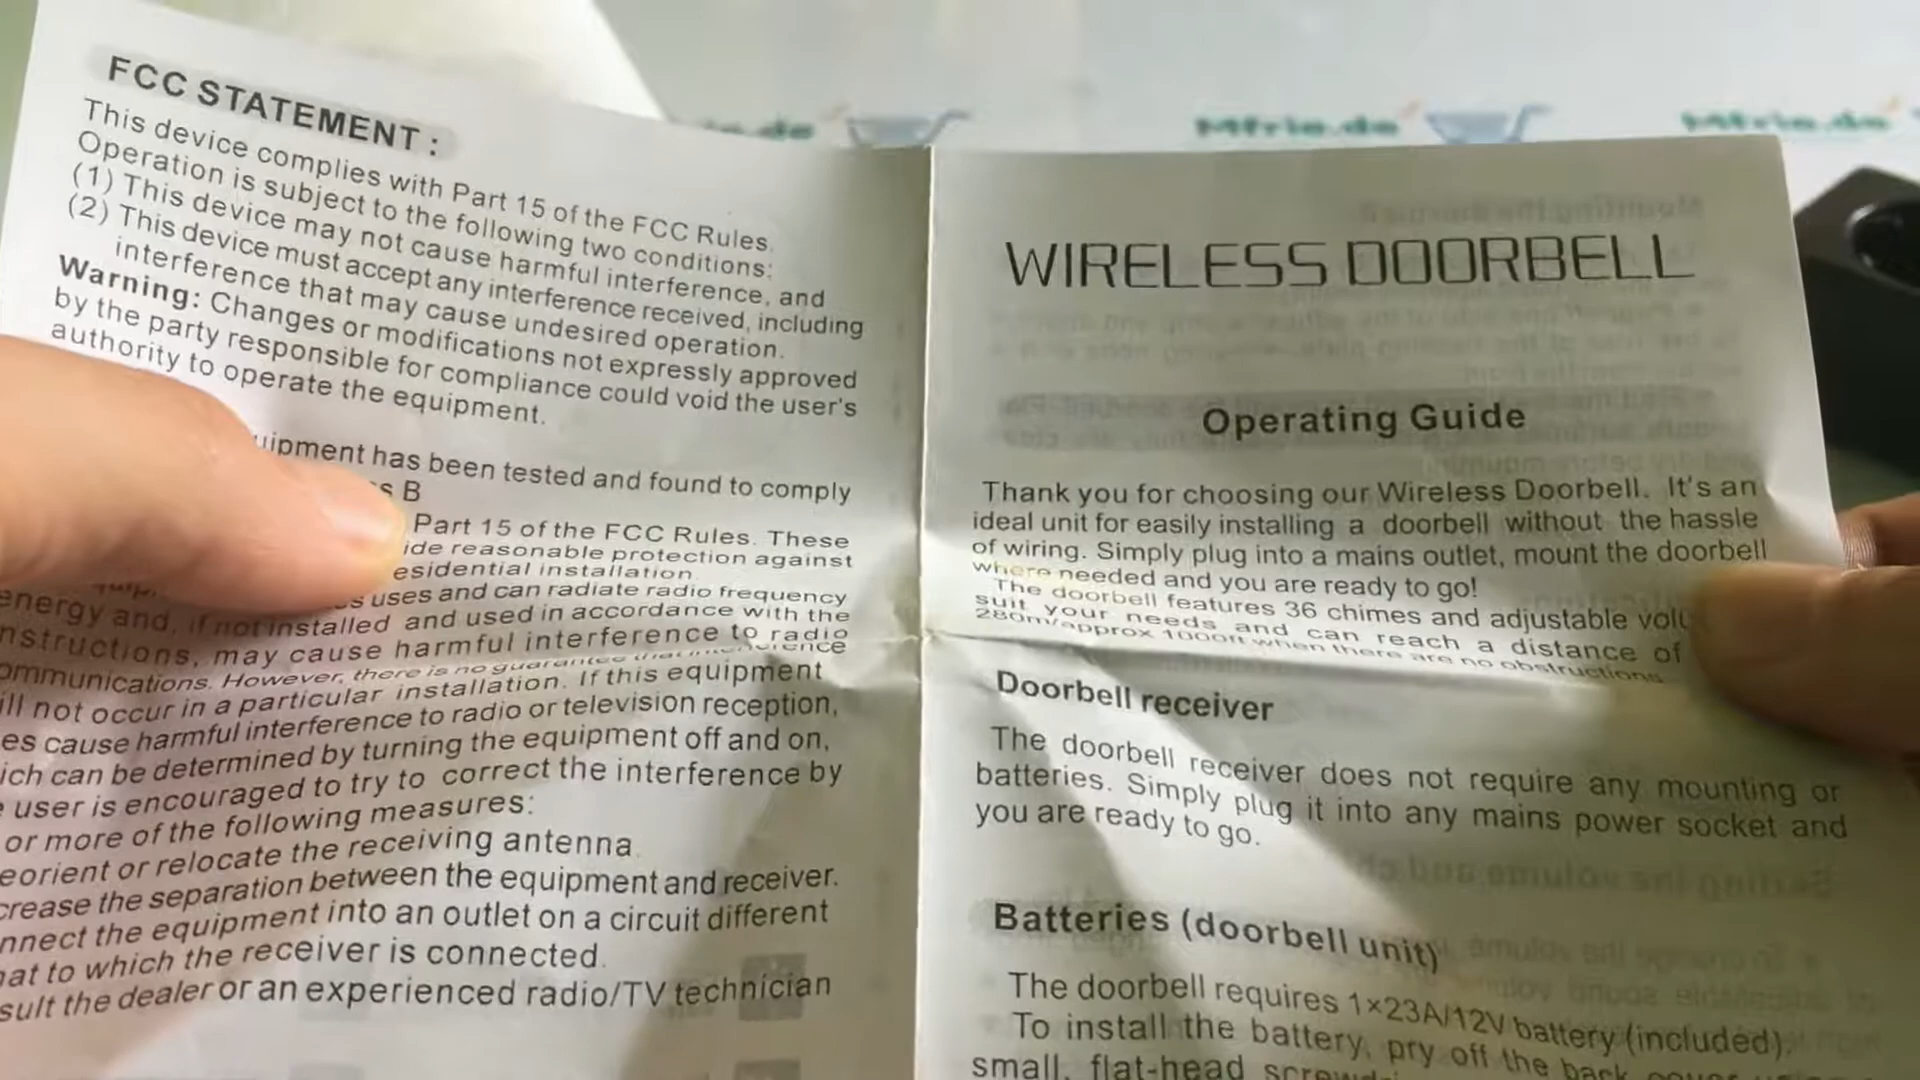 FCC STATEMENT :
This device complies with Part 15 of the FCC Rules.
Operation is subject to the following two conditions:
(1) This device may not cause harmful interference, and
(2) This device must accept any interference received, including
interference that may cause undesired operation.
Warning: Changes or modifications not expressly approved
by the party responsible for compliance could void the user's
authority to operate the equipment.
has been tested and found to comply
B
Part 15 of the FCC Rules. These
reasonable protection against
installation.
uses and can radiate radio frequency
energy and, if not installed and used in accordance with the
may cause harmful interference to radio
However, there is no guarantee that interference
not occur in a particular installation. If this equipment
cause harmful interference to radio or television reception,
can be determined by turning the equipment off and on,
user is encouraged to try to correct the interference by
or more of the following measures:
or relocate the receiving antenna.
the separation between the equipment and receiver.
the equipment into an outlet on a circuit different
to which the receiver is connected.
the dealer or an experienced radio/TV technician
WIRELESS DOORBELL
Operating Guide
Thank you for choosing our Wireless Doorbell. It's an
ideal unit for easily installing a doorbell without the hassle
of wiring. Simply plug into a mains outlet, mount the doorbell
where needed and you are ready to go!
The doorbell features 36 chimes and adjustable
suit your needs and can reach a distance of
280m/approx 1000ft when there are no obstructions
Doorbell receiver
The doorbell receiver does not require any mounting or
batteries. Simply plug it into any mains power socket and
you are ready to go.
Batteries (doorbell unit)
The doorbell requires 1×23A/12V battery (included).
To install the battery, pry off the back cover
small, flat-head